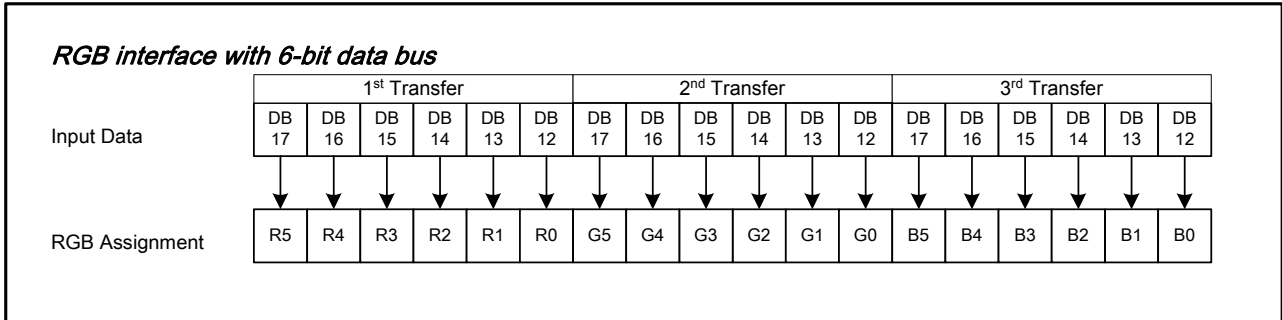 RGB interface with 6-bit data bus
1st Transfer 2nd Transfer 3rd Transfer
Input Data
DB 17 DB 16 DB 15 DB 14 DB 13 DB 12 DB 17 DB 16 DB 15 DB 14 DB 13 DB 12 DB 17 DB 16 DB 15 DB 14 DB 13 DB 12
RGB Assignment
R5 R4 R3 R2 R1 R0 G5 G4 G3 G2 G1 G0 B5 B4 B3 B2 B1 B0